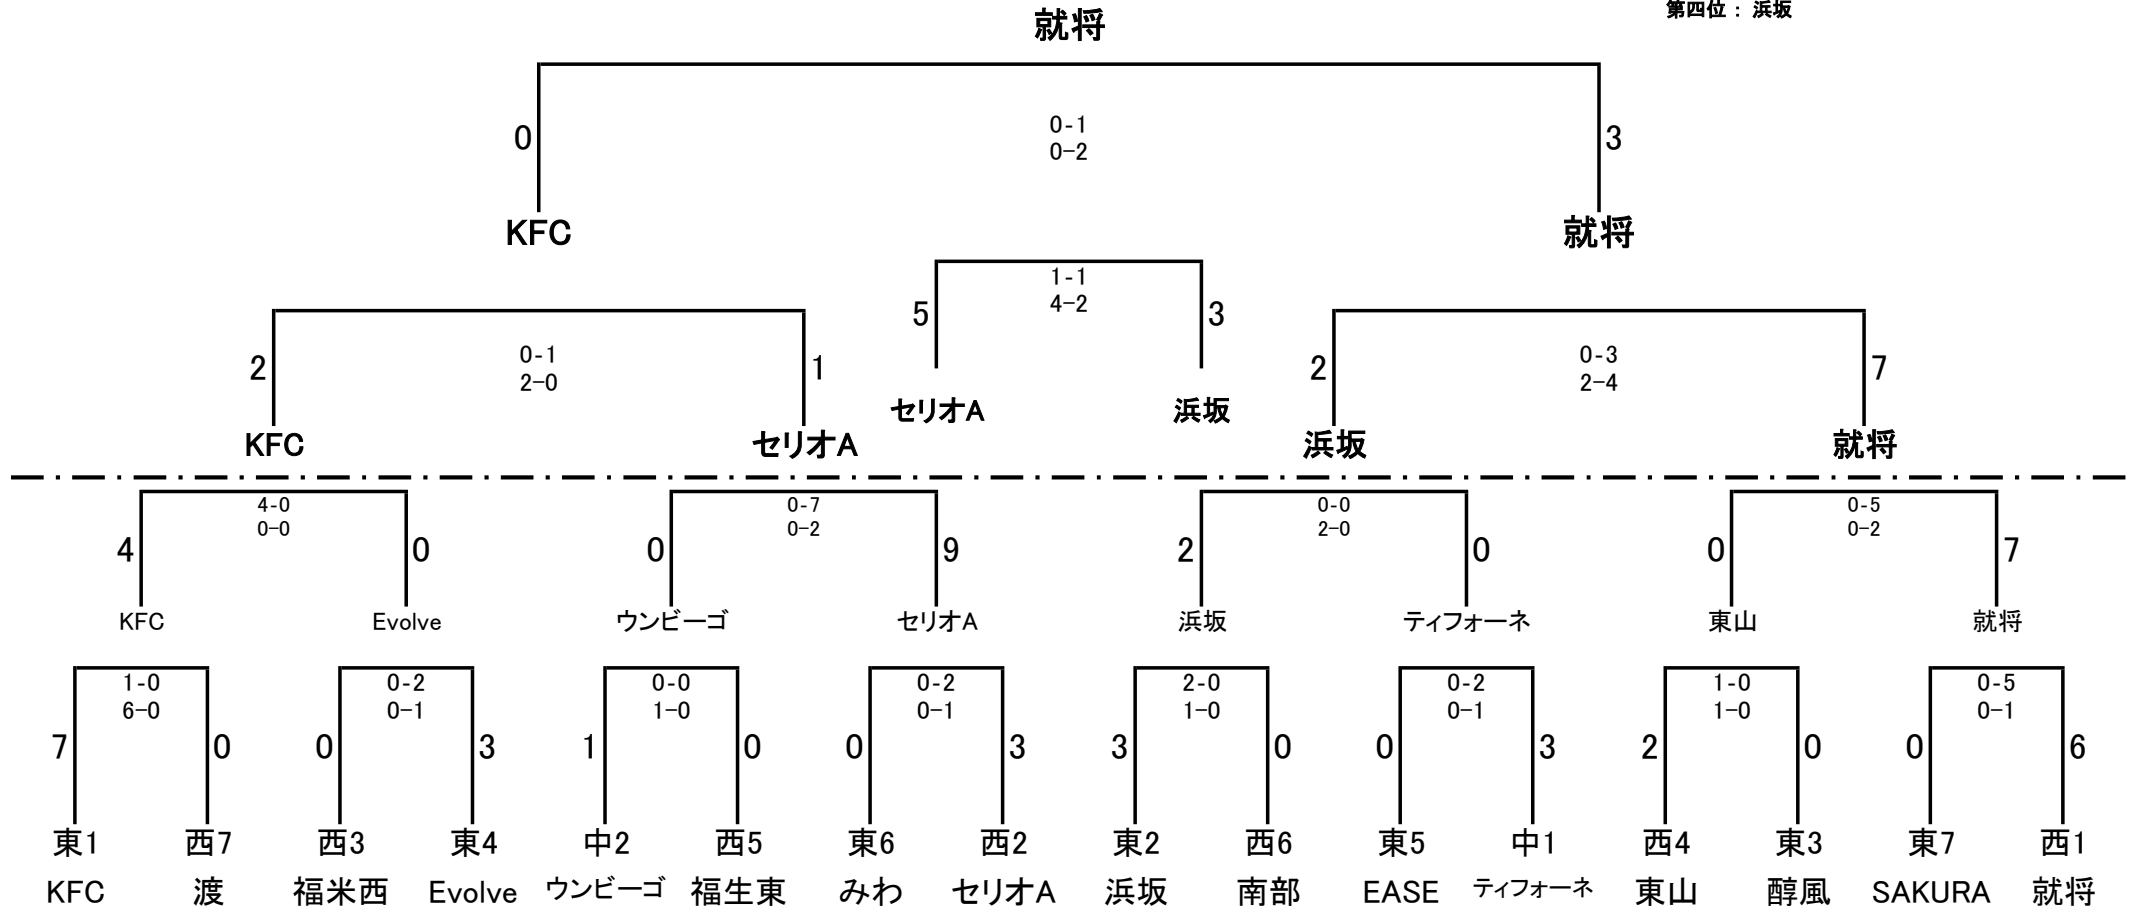 第四位 : 浜坂
就将
0 0-1 3
0-2
KFC 就将
1-1
5 4-2 3
2 0-1 1 2 0-3 7
2-0 2-4
セリオA 浜坂
KFC セリオA 浜坂 就将
4-0 0-7 0-0 0-5
0-0 0-2 2-0 0-2
4 0 0 9 2 0 0 7
KFC Evolve ウンビーゴ セリオA 浜坂 ティフォーネ 東山 就将
1-0 0-2 0-0 0-2 2-0 0-2 1-0 0-5
6-0 0-1 1-0 0-1 1-0 0-1 1-0 0-1
7 0 0 3 1 0 0 3 3 0 0 3 2 0 0 6
東1 西7 西3 東4 中2 西5 東6 西2 東2 西6 東5 中1 西4 東3 東7 西1
KFC 渡 福米西 Evolve ウンビーゴ 福生東 みわ セリオA 浜坂 南部 EASE ティフォーネ 東山 醇風 SAKURA 就将